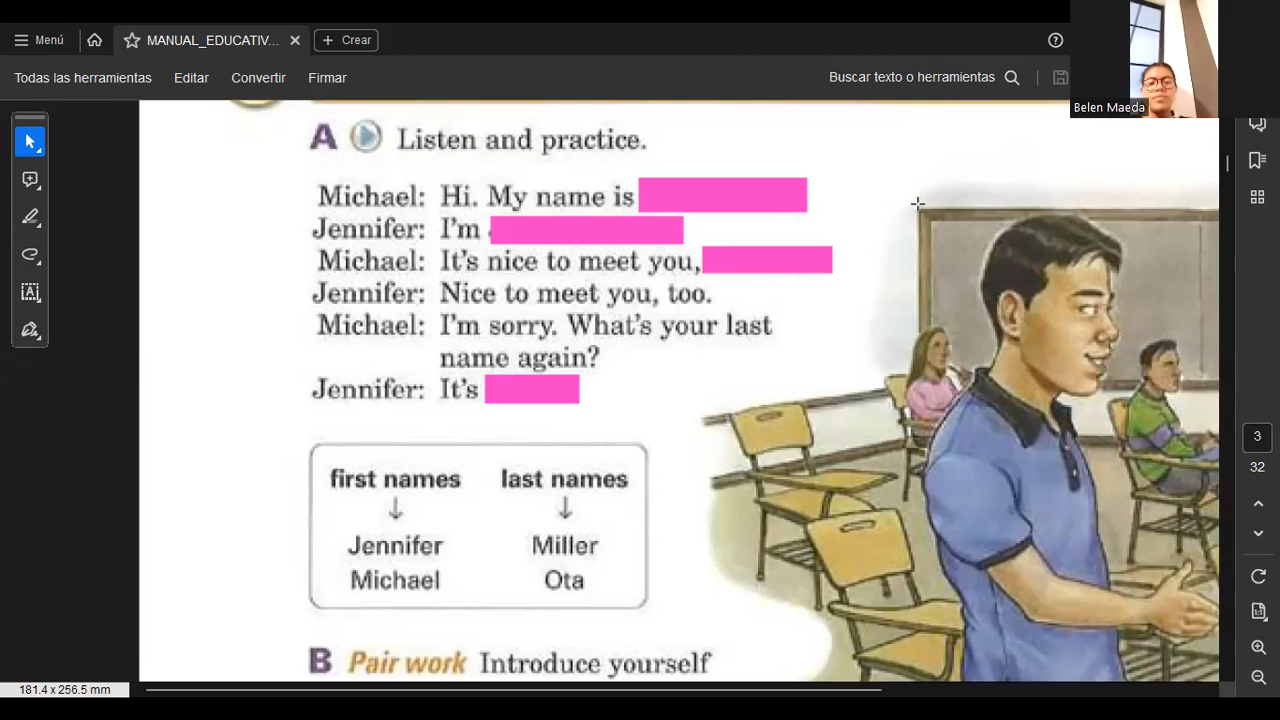 Menú
MANUAL_EDUCATIV...
Crear
Todas las herramientas
Editar
Convertir
Firmar
Buscar texto o herramientas
Belen Maeda
A Listen and practice.
Michael: Hi. My name is
Jennifer: I'm
Michael: It's nice to meet you,
Jennifer: Nice to meet you, too.
Michael: I'm sorry. What's your last
name again?
Jennifer: It's
first names last names
↓ ↓
Jennifer Miller
Michael Ota
B Pair work Introduce yourself
3
32
181.4 x 256.5 mm